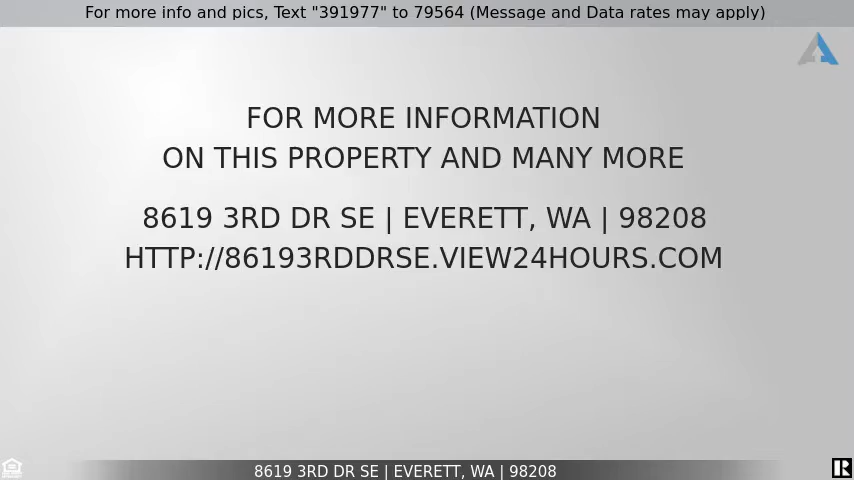 For more info and pics, Text "391977" to 79564 (Message and Data rates may apply)
FOR MORE INFORMATION
ON THIS PROPERTY AND MANY MORE
8619 3RD DR SE | EVERETT, WA | 98208
HTTP://86193RDDRSE.VIEW24HOURS.COM
8619 3RD DR SE | EVERETT, WA | 98208